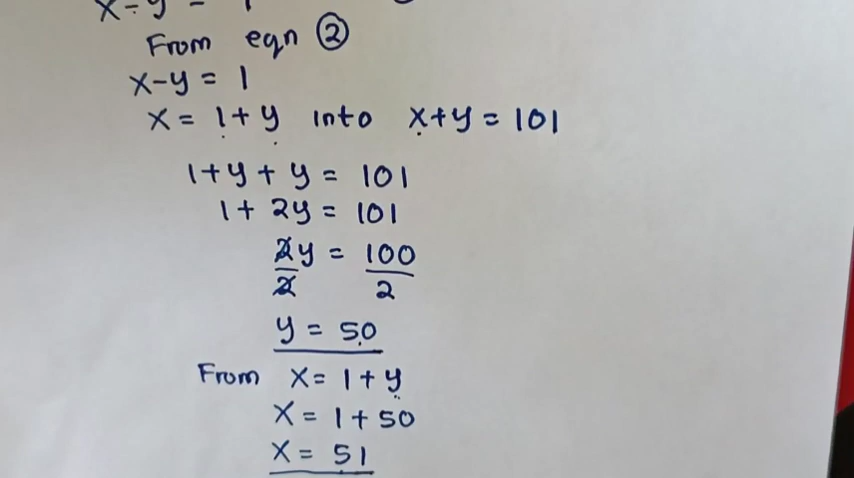 x-y = 1
From eqn ②
x-y = 1
x = 1+y into x+y = 101
1+y+y = 101
1+2y = 101
2y/2 = 100/2
y = 50
From x = 1+y
x = 1+50
x = 51